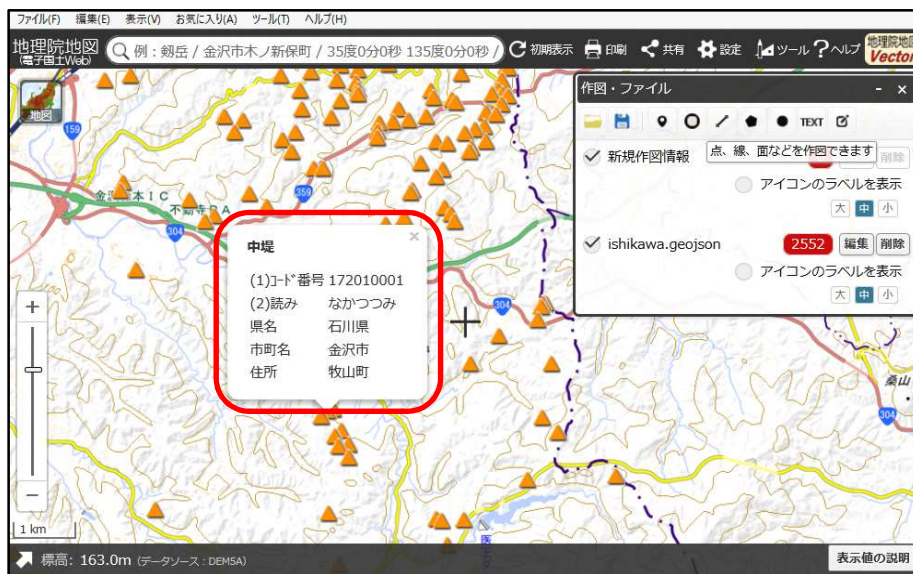 ファイル(F) 編集(E) 表示(V) お気に入り(A) ツール(T) ヘルプ(H)
地理院地図
(電子国土Web)
例：剱岳 / 金沢市木ノ新保町 / 35度0分0秒 135度0分0秒 /
初期表示
印刷
共有
設定
ツール
ヘルプ
地理院地図
Vector
地図
159
359
304
不動寺PA
304
304
作図・ファイル
- ×
TEXT
新規作図情報
点、線、面などを作図できます
削除
アイコンのラベルを表示
大 中 小
ishikawa.geojson 2552 編集 削除
アイコンのラベルを表示
大 中 小
中堤
×
(1)ｺｰﾄﾞ番号 172010001
(2)読み なかつつみ
県名 石川県
市町名 金沢市
住所 牧山町
桑山
医
+
−
1 km
標高: 163.0m (データソース：DEM5A)
表示値の説明